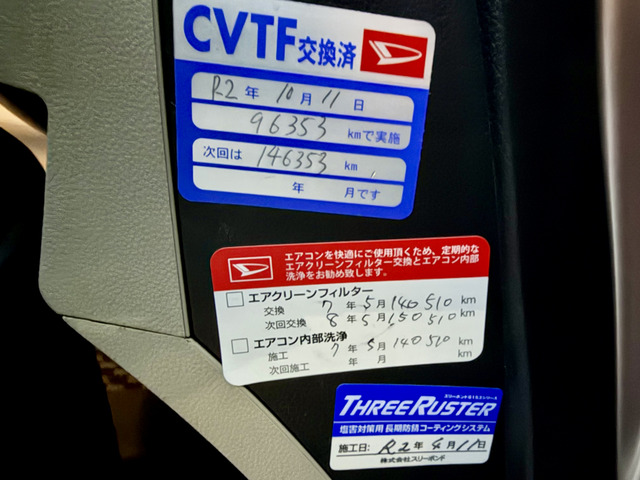 CVTF交換済
R2年 10月 11日
96353 kmで実施
次回は 146353 km
年 月です
エアコンを快適にご使用頂くため、定期的な
エアクリーンフィルター交換とエアコン内部
洗浄をお勧め致します。
エアクリーンフィルター
交換 7年 5月 140510 km
次回交換 8年 5月 150510 km
エアコン内部洗浄
施工 7年 5月 140510 km
次回施工 年 月 km
THREERUSTER
塩害対策用 長期防錆コーティングシステム
施工日: R2年 4月 11日
株式会社スリーボンド